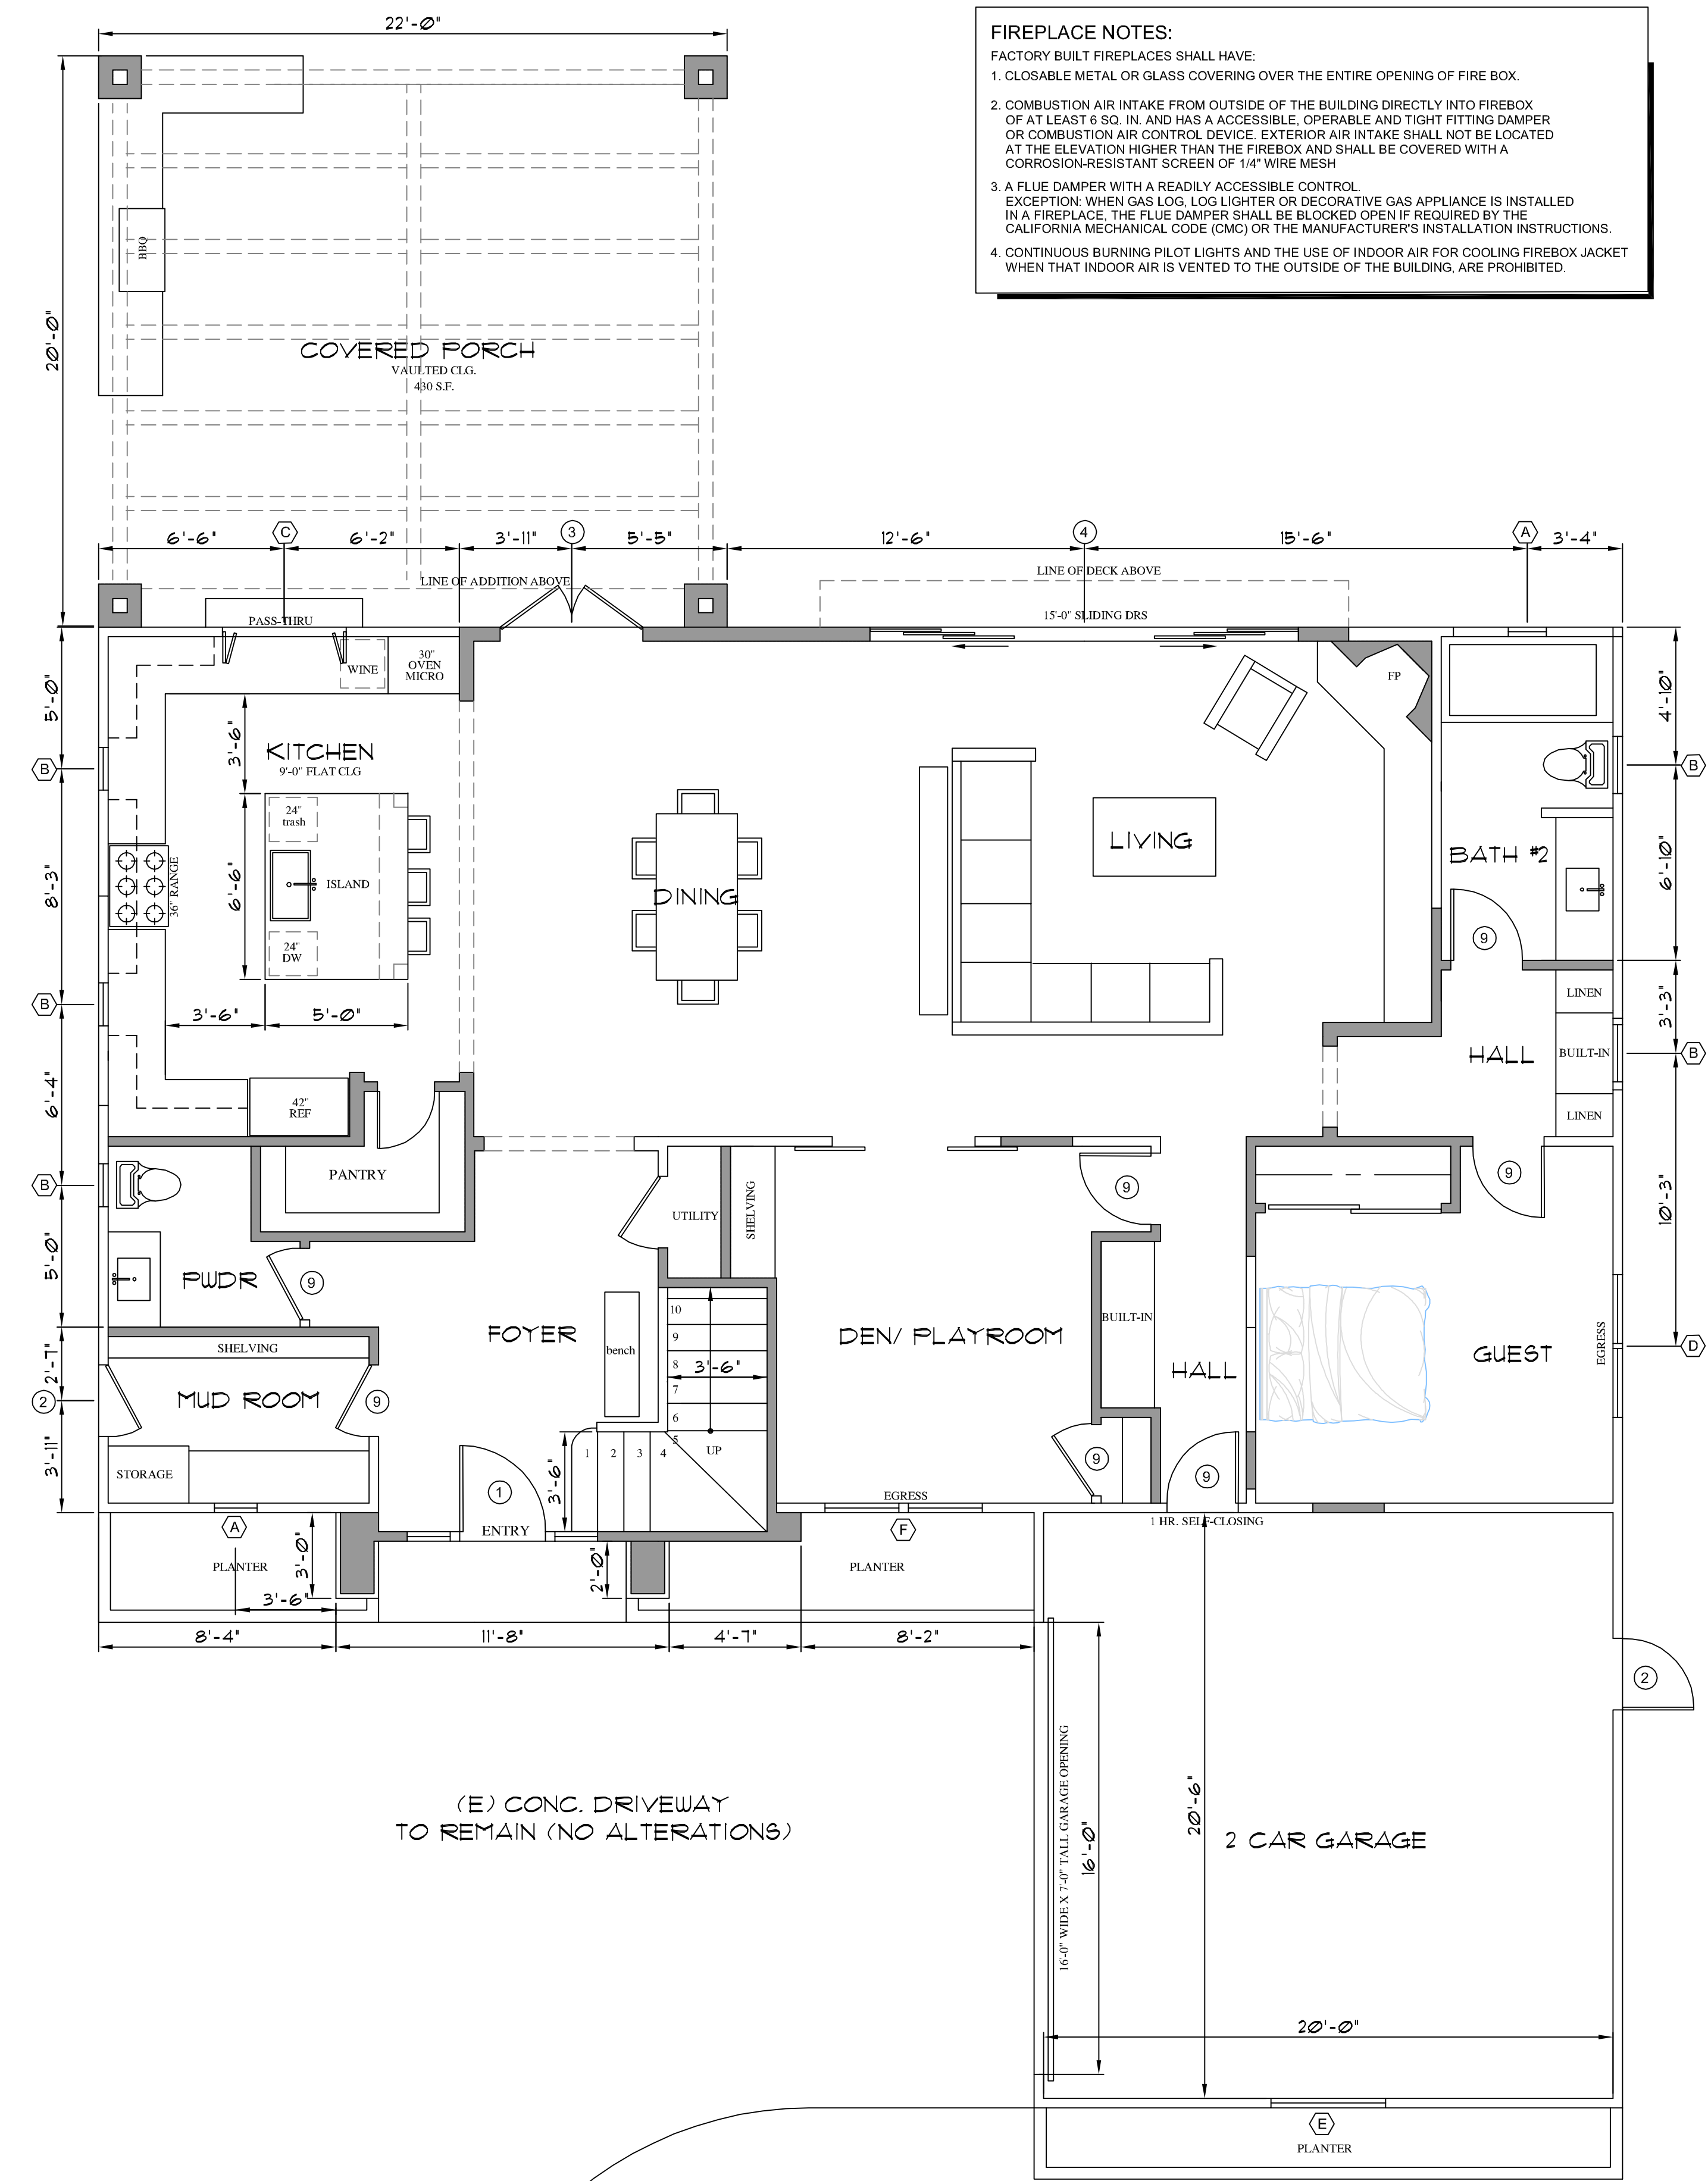 22'-0"
FIREPLACE NOTES:
FACTORY BUILT FIREPLACES SHALL HAVE:
1. CLOSABLE METAL OR GLASS COVERING OVER THE ENTIRE OPENING OF FIRE BOX.
2. COMBUSTION AIR INTAKE FROM OUTSIDE OF THE BUILDING DIRECTLY INTO FIREBOX
OF AT LEAST 6 SQ. IN. AND HAS A ACCESSIBLE, OPERABLE AND TIGHT FITTING DAMPER
OR COMBUSTION AIR CONTROL DEVICE. EXTERIOR AIR INTAKE SHALL NOT BE LOCATED
AT THE ELEVATION HIGHER THAN THE FIREBOX AND SHALL BE COVERED WITH A
CORROSION-RESISTANT SCREEN OF 1/4" WIRE MESH
3. A FLUE DAMPER WITH A READILY ACCESSIBLE CONTROL.
EXCEPTION: WHEN GAS LOG, LOG LIGHTER OR DECORATIVE GAS APPLIANCE IS INSTALLED
IN A FIREPLACE, THE FLUE DAMPER SHALL BE BLOCKED OPEN IF REQUIRED BY THE
CALIFORNIA MECHANICAL CODE (CMC) OR THE MANUFACTURER'S INSTALLATION INSTRUCTIONS.
4. CONTINUOUS BURNING PILOT LIGHTS AND THE USE OF INDOOR AIR FOR COOLING FIREBOX JACKET
WHEN THAT INDOOR AIR IS VENTED TO THE OUTSIDE OF THE BUILDING, ARE PROHIBITED.
BBQ
20'-0"
COVERED PORCH
VAULTED CLG.
430 S.F.
6'-6" C 6'-2" 3'-11" 3 5'-5" 12'-6" 4 15'-6" A 3'-4"
LINE OF ADDITION ABOVE
LINE OF DECK ABOVE
PASS-THRU
15'-0" SLIDING DRS
WINE
30"
OVEN
MICRO
FP
5'-0"
4'-10"
3'-6"
KITCHEN
9'-0" FLAT CLG
B
B
24"
trash
LIVING
BATH #2
6'-10"
8'-3"
36" RANGE
6'-6"
ISLAND
DINING
24"
DW
9
B
3'-6"
5'-0"
LINEN
3'-3"
HALL
BUILT-IN
B
6'-4"
42"
REF
LINEN
B
PANTRY
UTILITY
SHELVING
9
9
10'-3"
5'-0"
PWDR
9
10
9
8
7
6
5
3'-6"
UP
FOYER
bench
DEN/ PLAYROOM
BUILT-IN
HALL
GUEST
EGRESS
D
SHELVING
2'-7"
MUD ROOM
9
2
3'-11"
STORAGE
1 2 3 4
3'-6"
1
ENTRY
9
9
EGRESS
F
1 HR. SELF-CLOSING
A
PLANTER
3'-0"
3'-6"
2'-0"
PLANTER
8'-4" 11'-8" 4'-7" 8'-2"
2
16'-0" WIDE X 7'-0" TALL GARAGE OPENING
16'-0"
20'-6"
(E) CONC. DRIVEWAY
TO REMAIN (NO ALTERATIONS)
2 CAR GARAGE
20'-0"
E
PLANTER